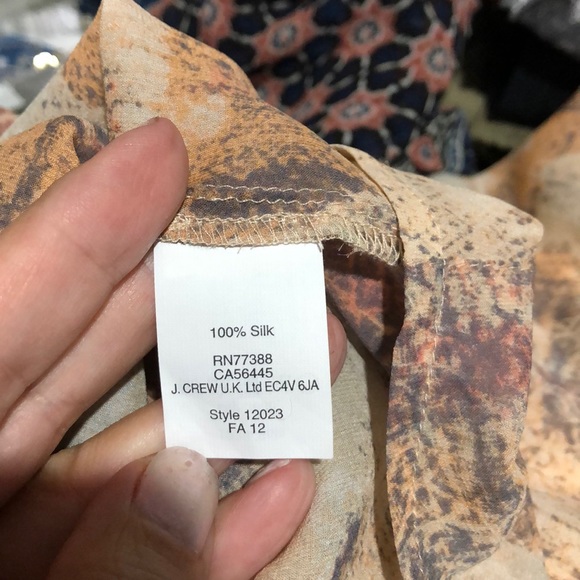 100% Silk
RN77388
CA56445
J. CREW U.K. Ltd EC4V 6JA
Style 12023
FA 12